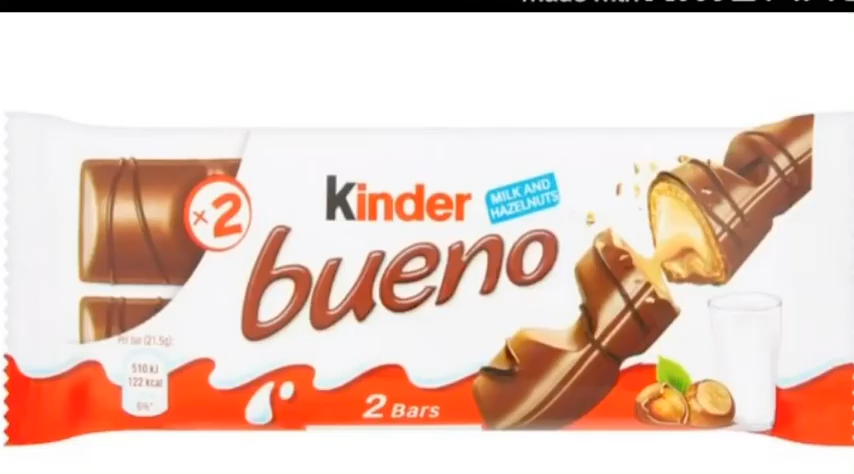 ×2
Kinder
MILK AND
HAZELNUTS
bueno
Per bar (21.5g):
510 kJ
122 kcal
6%*
2 Bars